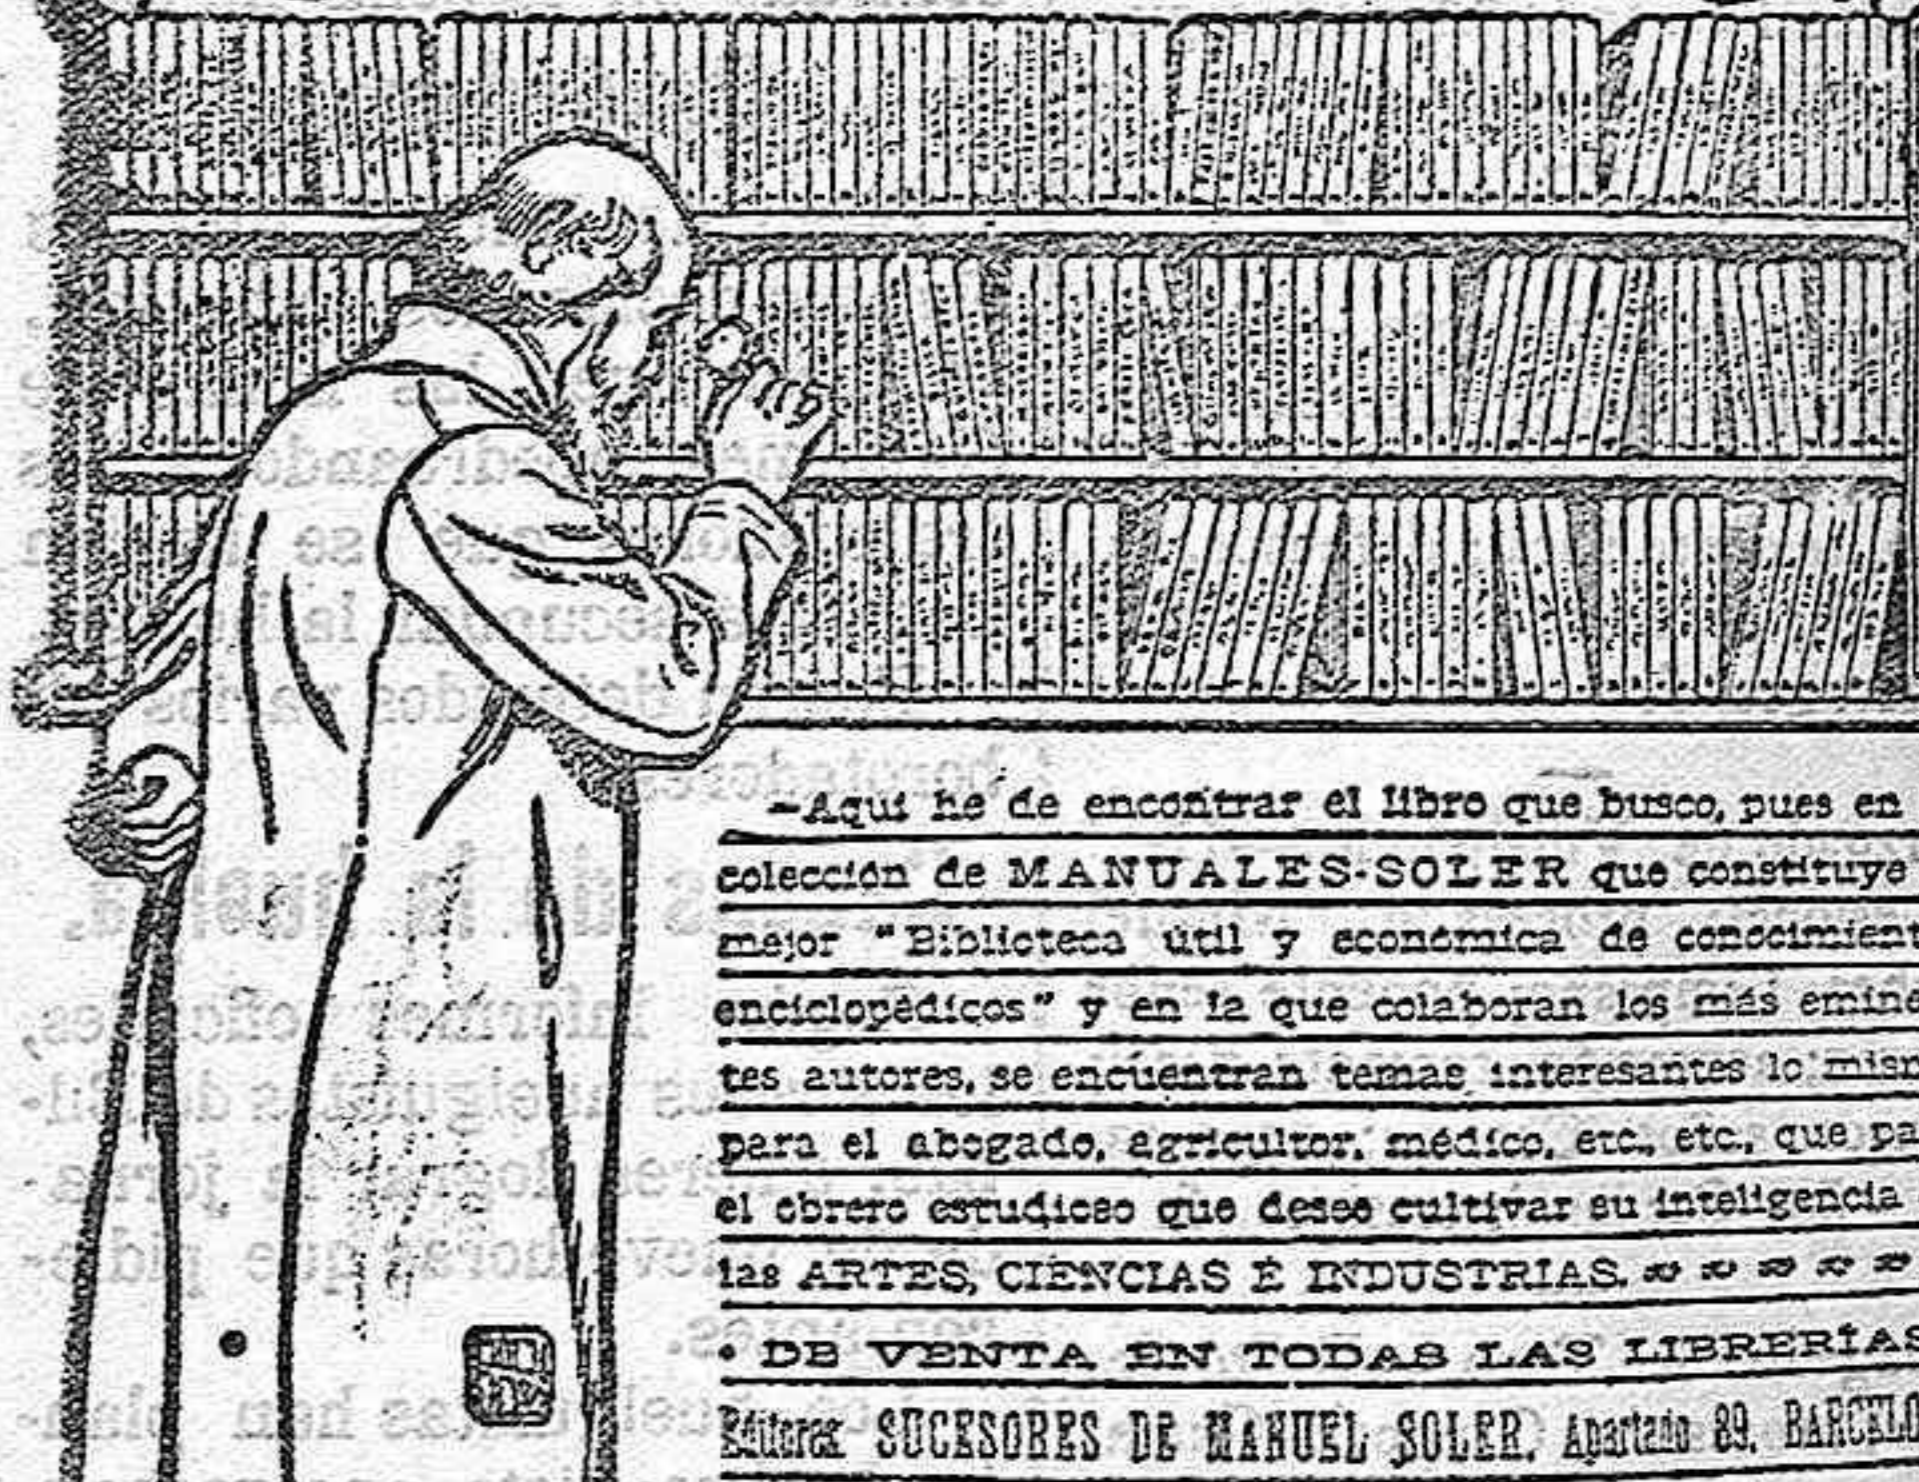 —Aquí he de encontrar el libro que busco, pues en
colección de MANUALES-SOLER que constituye
mejor "Biblioteca útil y económica de conocimient
enciclopédicos" y en la que colaboran los más emine
tes autores, se encuentran temas interesantes lo mism
para el abogado, agricultor, médico, etc., etc., que pa
el obrero estudioso que desee cultivar su inteligencia
las ARTES, CIENCIAS É INDUSTRIAS.
• DE VENTA EN TODAS LAS LIBRERÍAS
Editores SUCESORES DE MANUEL SOLER. Apartado 89. BARCELO